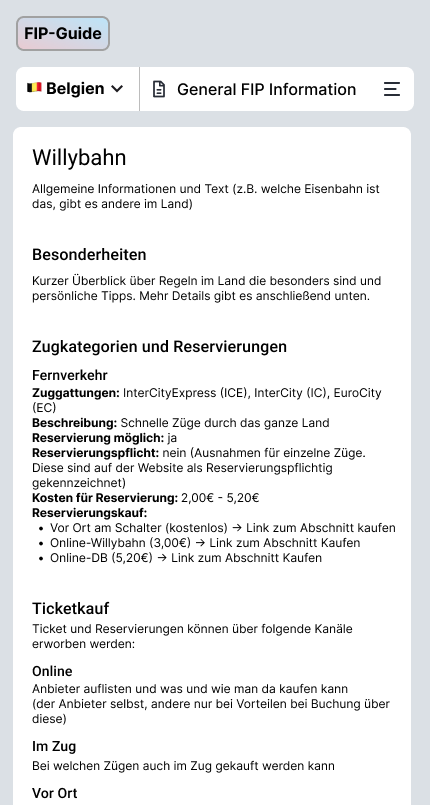 FIP-Guide
Belgien
General FIP Information
Willybahn
Allgemeine Informationen und Text (z.B. welche Eisenbahn ist
das, gibt es andere im Land)
Besonderheiten
Kurzer Überblick über Regeln im Land die besonders sind und
persönliche Tipps. Mehr Details gibt es anschließend unten.
Zugkategorien und Reservierungen
Fernverkehr
Zuggattungen: InterCityExpress (ICE), InterCity (IC), EuroCity
(EC)
Beschreibung: Schnelle Züge durch das ganze Land
Reservierung möglich: ja
Reservierungspflicht: nein (Ausnahmen für einzelne Züge.
Diese sind auf der Website als Reservierungspflichtig
gekennzeichnet)
Kosten für Reservierung: 2,00€ - 5,20€
Reservierungskauf:
• Vor Ort am Schalter (kostenlos) → Link zum Abschnitt kaufen
• Online-Willybahn (3,00€) → Link zum Abschnitt Kaufen
• Online-DB (5,20€) → Link zum Abschnitt Kaufen
Ticketkauf
Ticket und Reservierungen können über folgende Kanäle
erworben werden:
Online
Anbieter auflisten und was und wie man da kaufen kann
(der Anbieter selbst, andere nur bei Vorteilen bei Buchung über
diese)
Im Zug
Bei welchen Zügen auch im Zug gekauft werden kann
Vor Ort